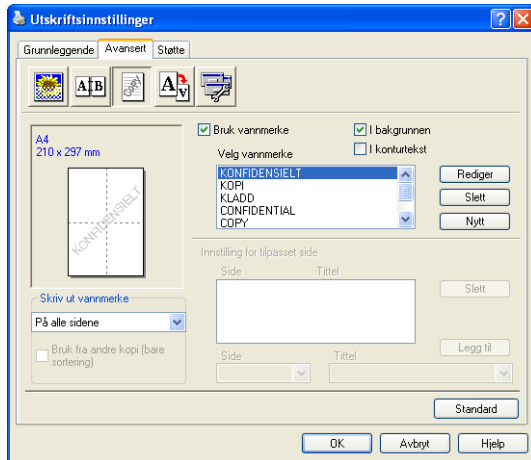 Utskriftsinnstillinger
Grunnleggende Avansert Støtte
A B COPY A A
A4
210 x 297 mm
KONFIDENSIELT
Skriv ut vannmerke
På alle sidene
Bruk fra andre kopi (bare
sortering)
Bruk vannmerke
I bakgrunnen
I konturtekst
Velg vannmerke
KONFIDENSIELT
KOPI
KLADD
CONFIDENTIAL
COPY
Rediger
Slett
Nytt
Innstilling for tilpasset side
Side Tittel
Slett
Legg til
Side Tittel
Standard
OK Avbryt Hjelp